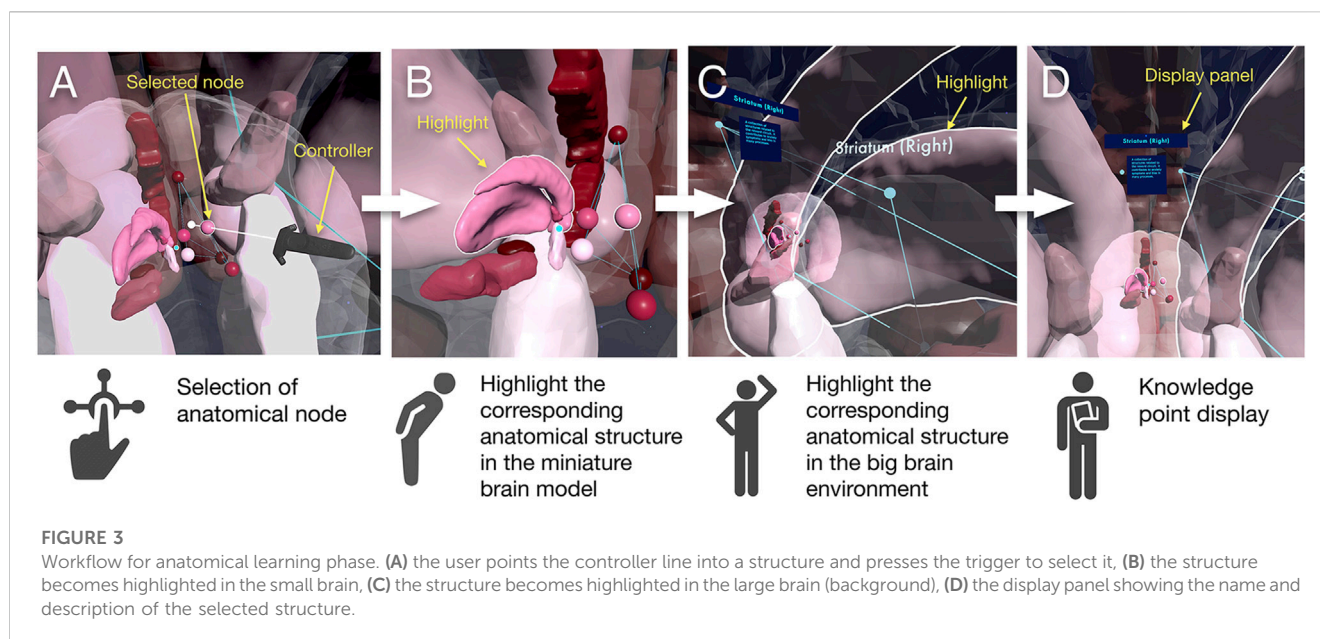 A
Selected node
Controller
B
Highlight
C
Striatum (Right)
Highlight
Striatum (Right)
D
Display panel
Striatum (Right)
S
Selection of
anatomical node
Highlight the
corresponding
anatomical structure
in the miniature
brain model
Highlight the
corresponding
anatomical structure
in the big brain
environment
Knowledge
point display
FIGURE 3
Workflow for anatomical learning phase. (A) the user points the controller line into a structure and presses the trigger to select it, (B) the structure
becomes highlighted in the small brain, (C) the structure becomes highlighted in the large brain (background), (D) the display panel showing the name and
description of the selected structure.